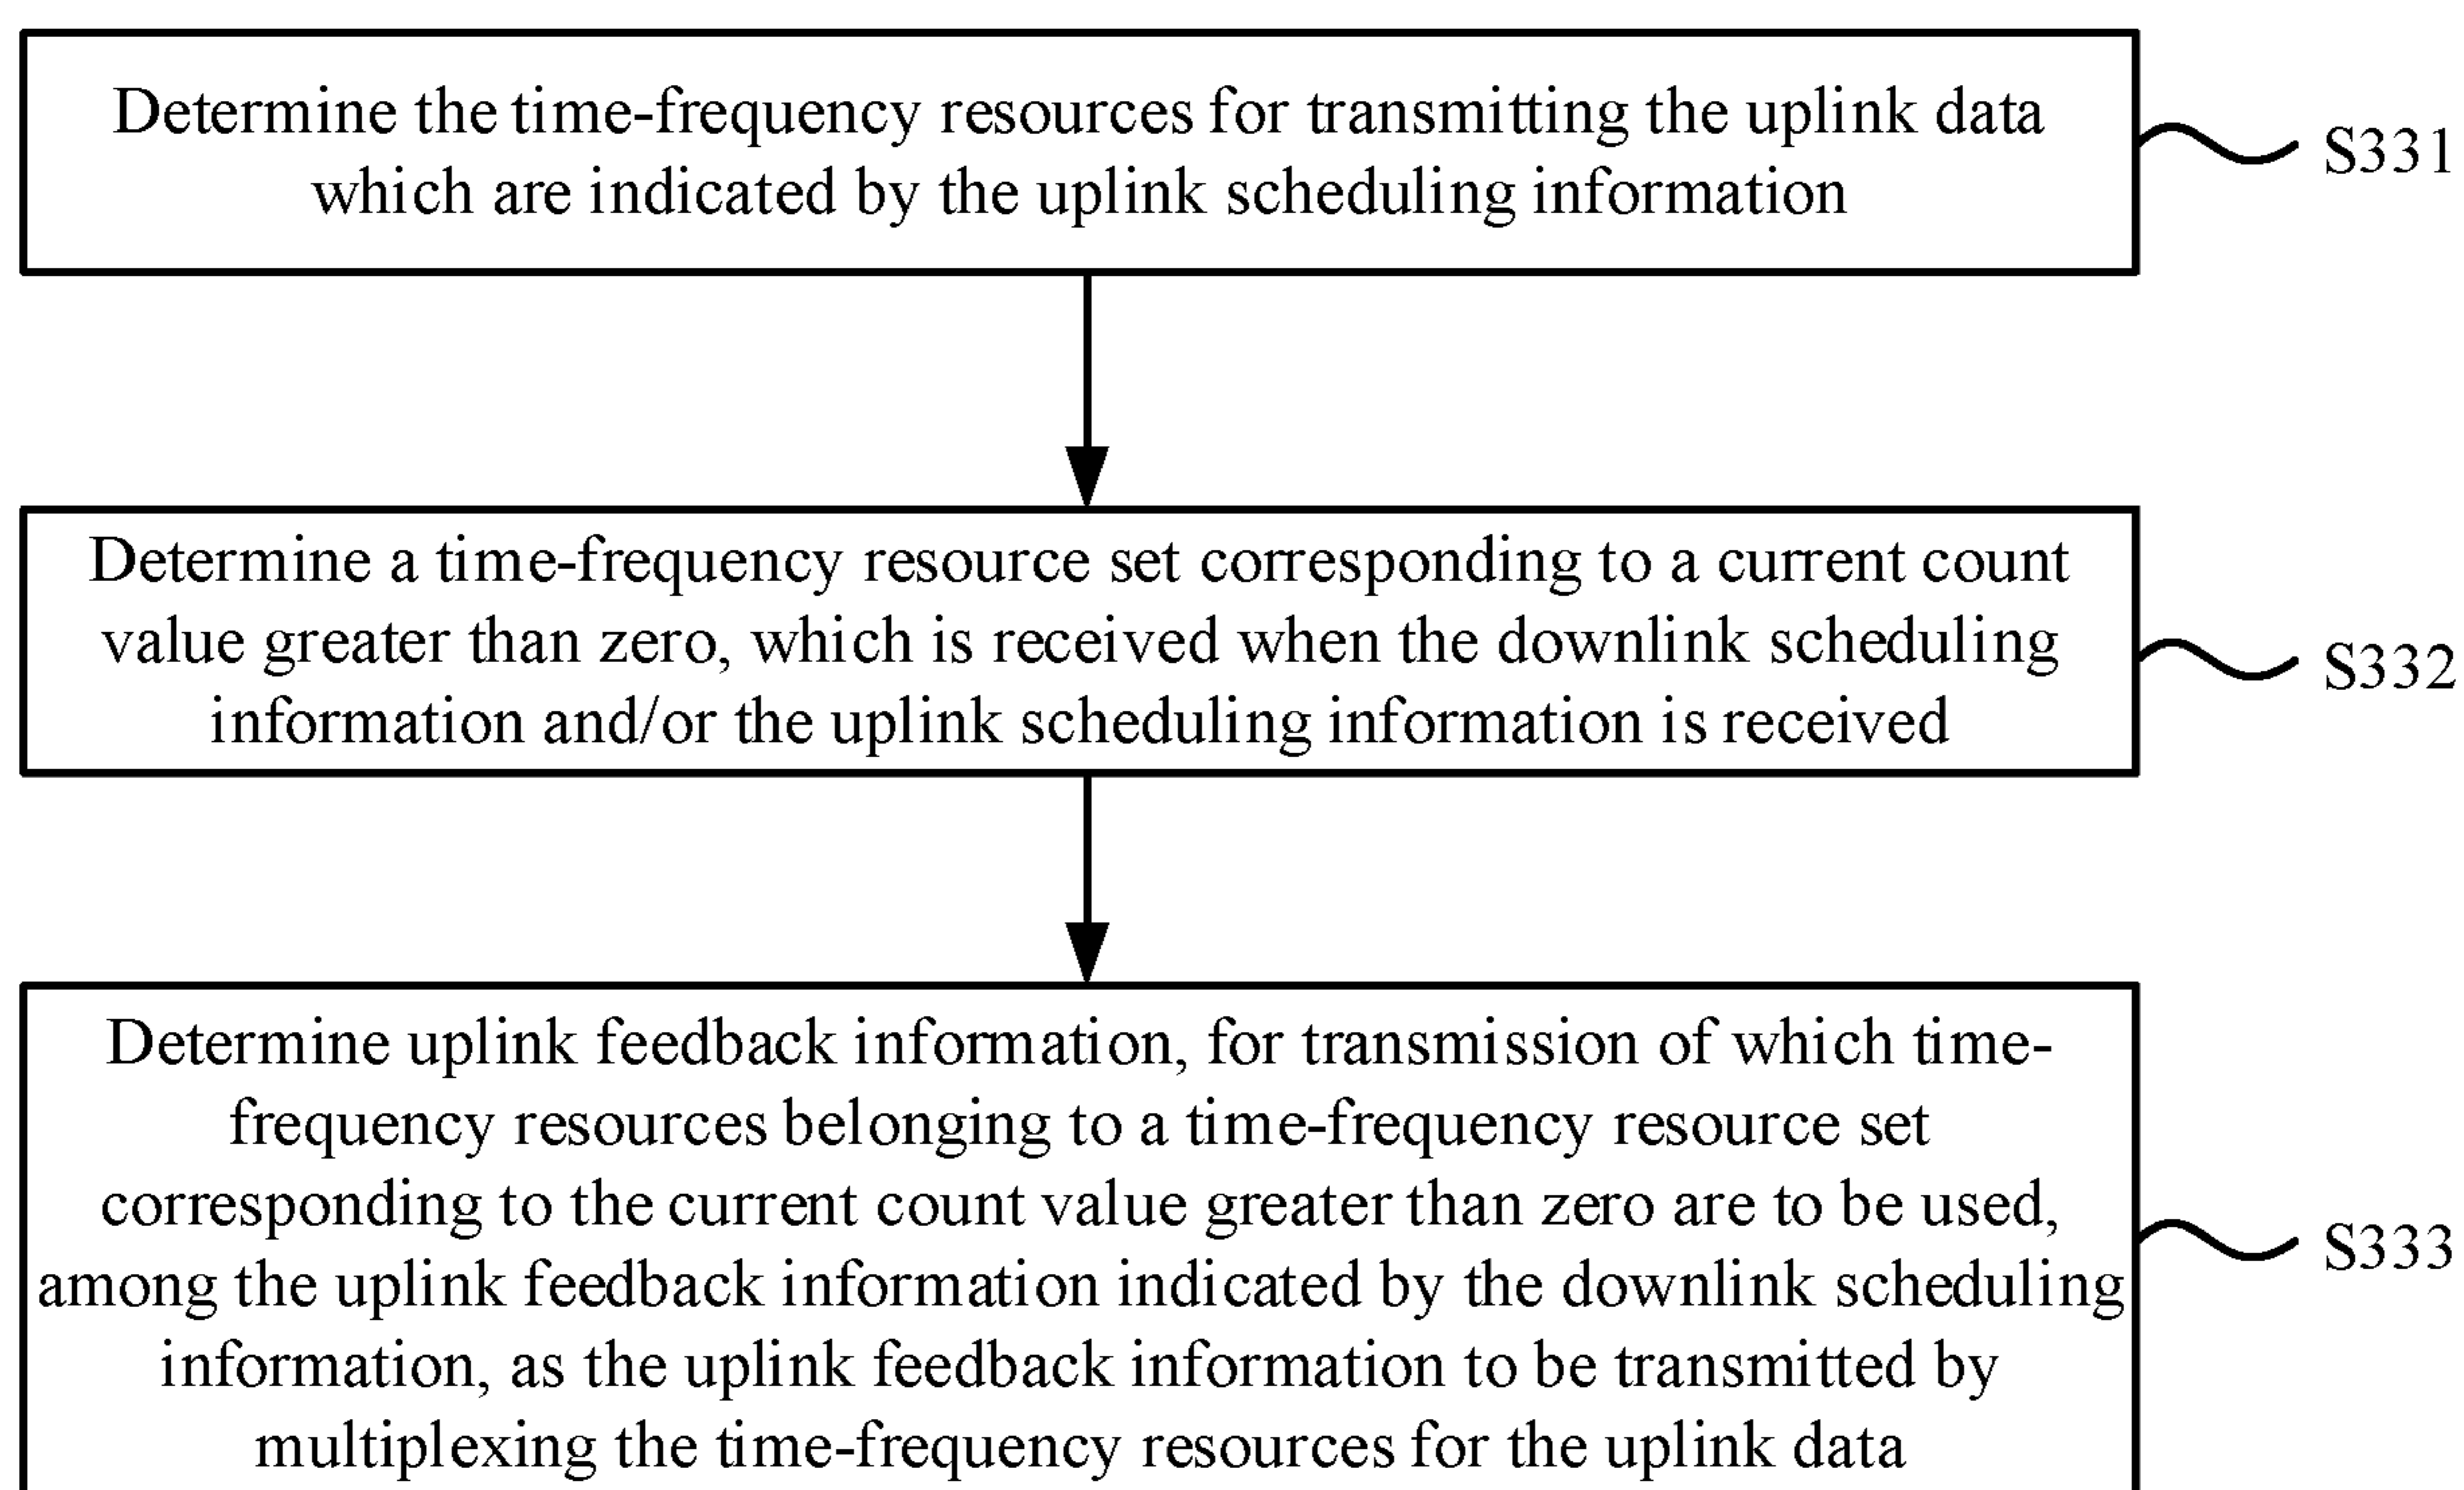 Determine the time-frequency resources for transmitting the uplink data
which are indicated by the uplink scheduling information
S331
Determine a time-frequency resource set corresponding to a current count
value greater than zero, which is received when the downlink scheduling
information and/or the uplink scheduling information is received
S332
Determine uplink feedback information, for transmission of which time-
frequency resources belonging to a time-frequency resource set
corresponding to the current count value greater than zero are to be used,
among the uplink feedback information indicated by the downlink scheduling
information, as the uplink feedback information to be transmitted by
multiplexing the time-frequency resources for the uplink data
S333